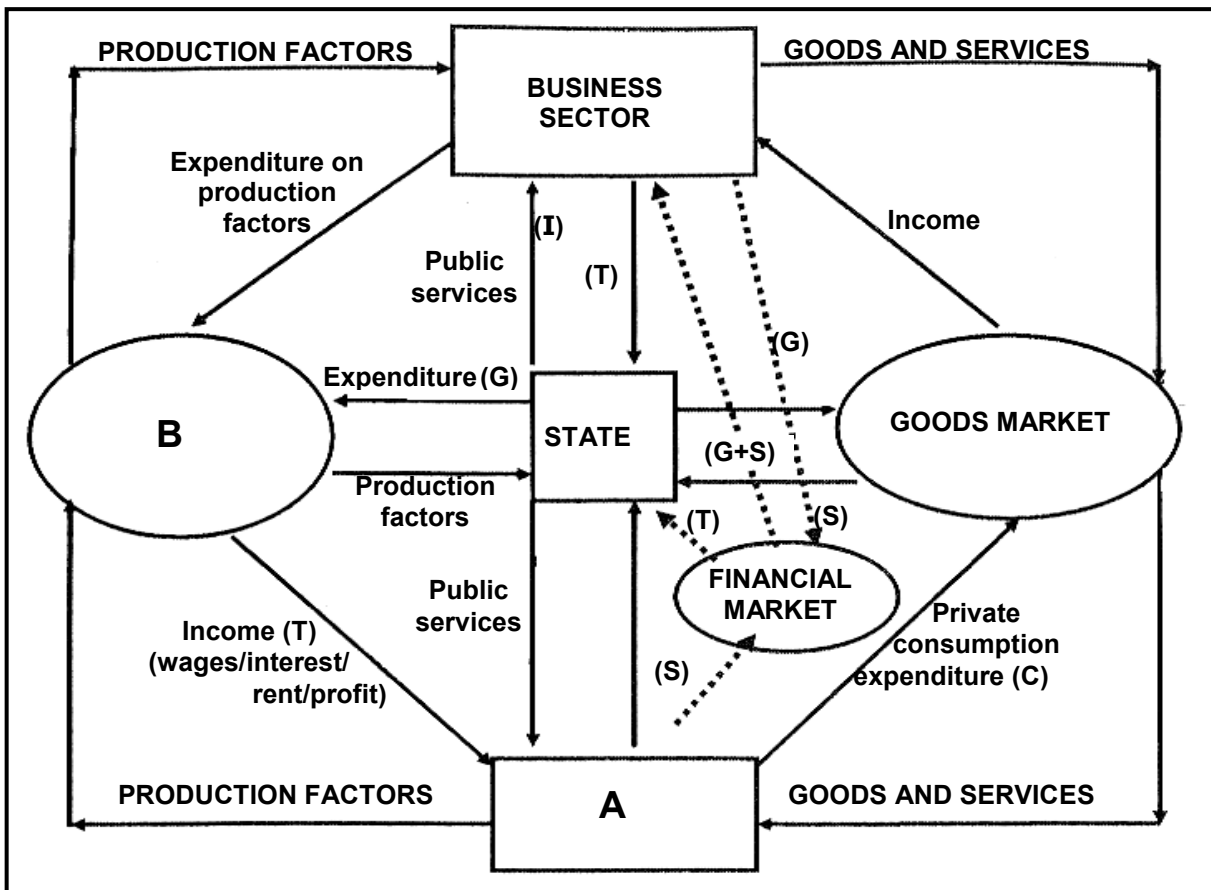 PRODUCTION FACTORS
GOODS AND SERVICES
BUSINESS
SECTOR
Expenditure on
production
factors
(I)
Public
services
(T)
Income
(G)
Expenditure (G)
B
STATE
GOODS MARKET
(G+S)
Production
factors
(T)
(S)
Public
services
FINANCIAL
MARKET
Income (T)
(wages/interest/
rent/profit)
(S)
Private
consumption
expenditure (C)
PRODUCTION FACTORS
A
GOODS AND SERVICES